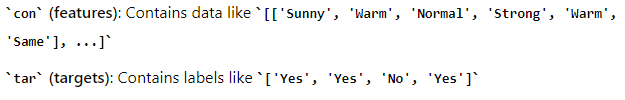 `con` (features): Contains data like `[['Sunny', 'Warm', 'Normal', 'Strong', 'Warm',
'Same'], ...]`
`tar` (targets): Contains labels like `['Yes', 'Yes', 'No', 'Yes']`